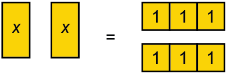 x x = 1 1 1
1 1 1